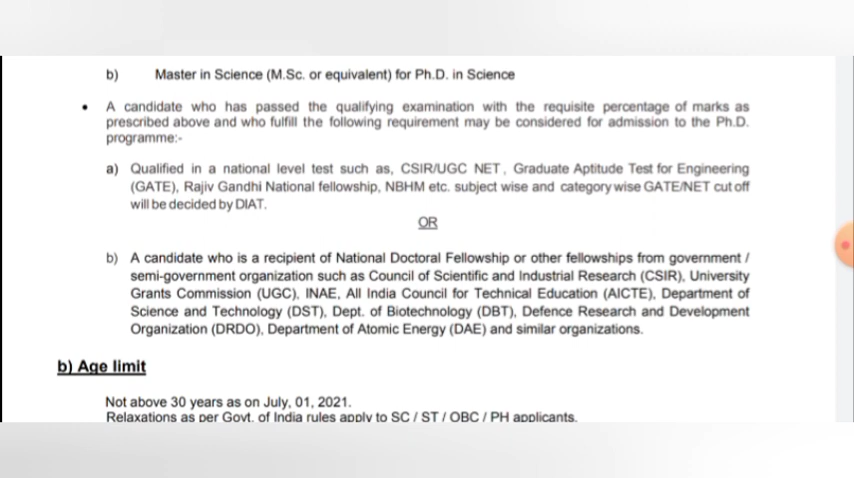 b) Master in Science (M.Sc. or equivalent) for Ph.D. in Science
• A candidate who has passed the qualifying examination with the requisite percentage of marks as
prescribed above and who fulfill the following requirement may be considered for admission to the Ph.D.
programme:-
a) Qualified in a national level test such as, CSIR/UGC NET, Graduate Aptitude Test for Engineering
(GATE), Rajiv Gandhi National fellowship, NBHM etc. subject wise and category wise GATE/NET cut off
will be decided by DIAT.
OR
b) A candidate who is a recipient of National Doctoral Fellowship or other fellowships from government /
semi-government organization such as Council of Scientific and Industrial Research (CSIR), University
Grants Commission (UGC), INAE, All India Council for Technical Education (AICTE), Department of
Science and Technology (DST), Dept. of Biotechnology (DBT), Defence Research and Development
Organization (DRDO), Department of Atomic Energy (DAE) and similar organizations.
b) Age limit
Not above 30 years as on July, 01, 2021.
Relaxations as per Govt. of India rules apply to SC / ST / OBC / PH applicants.